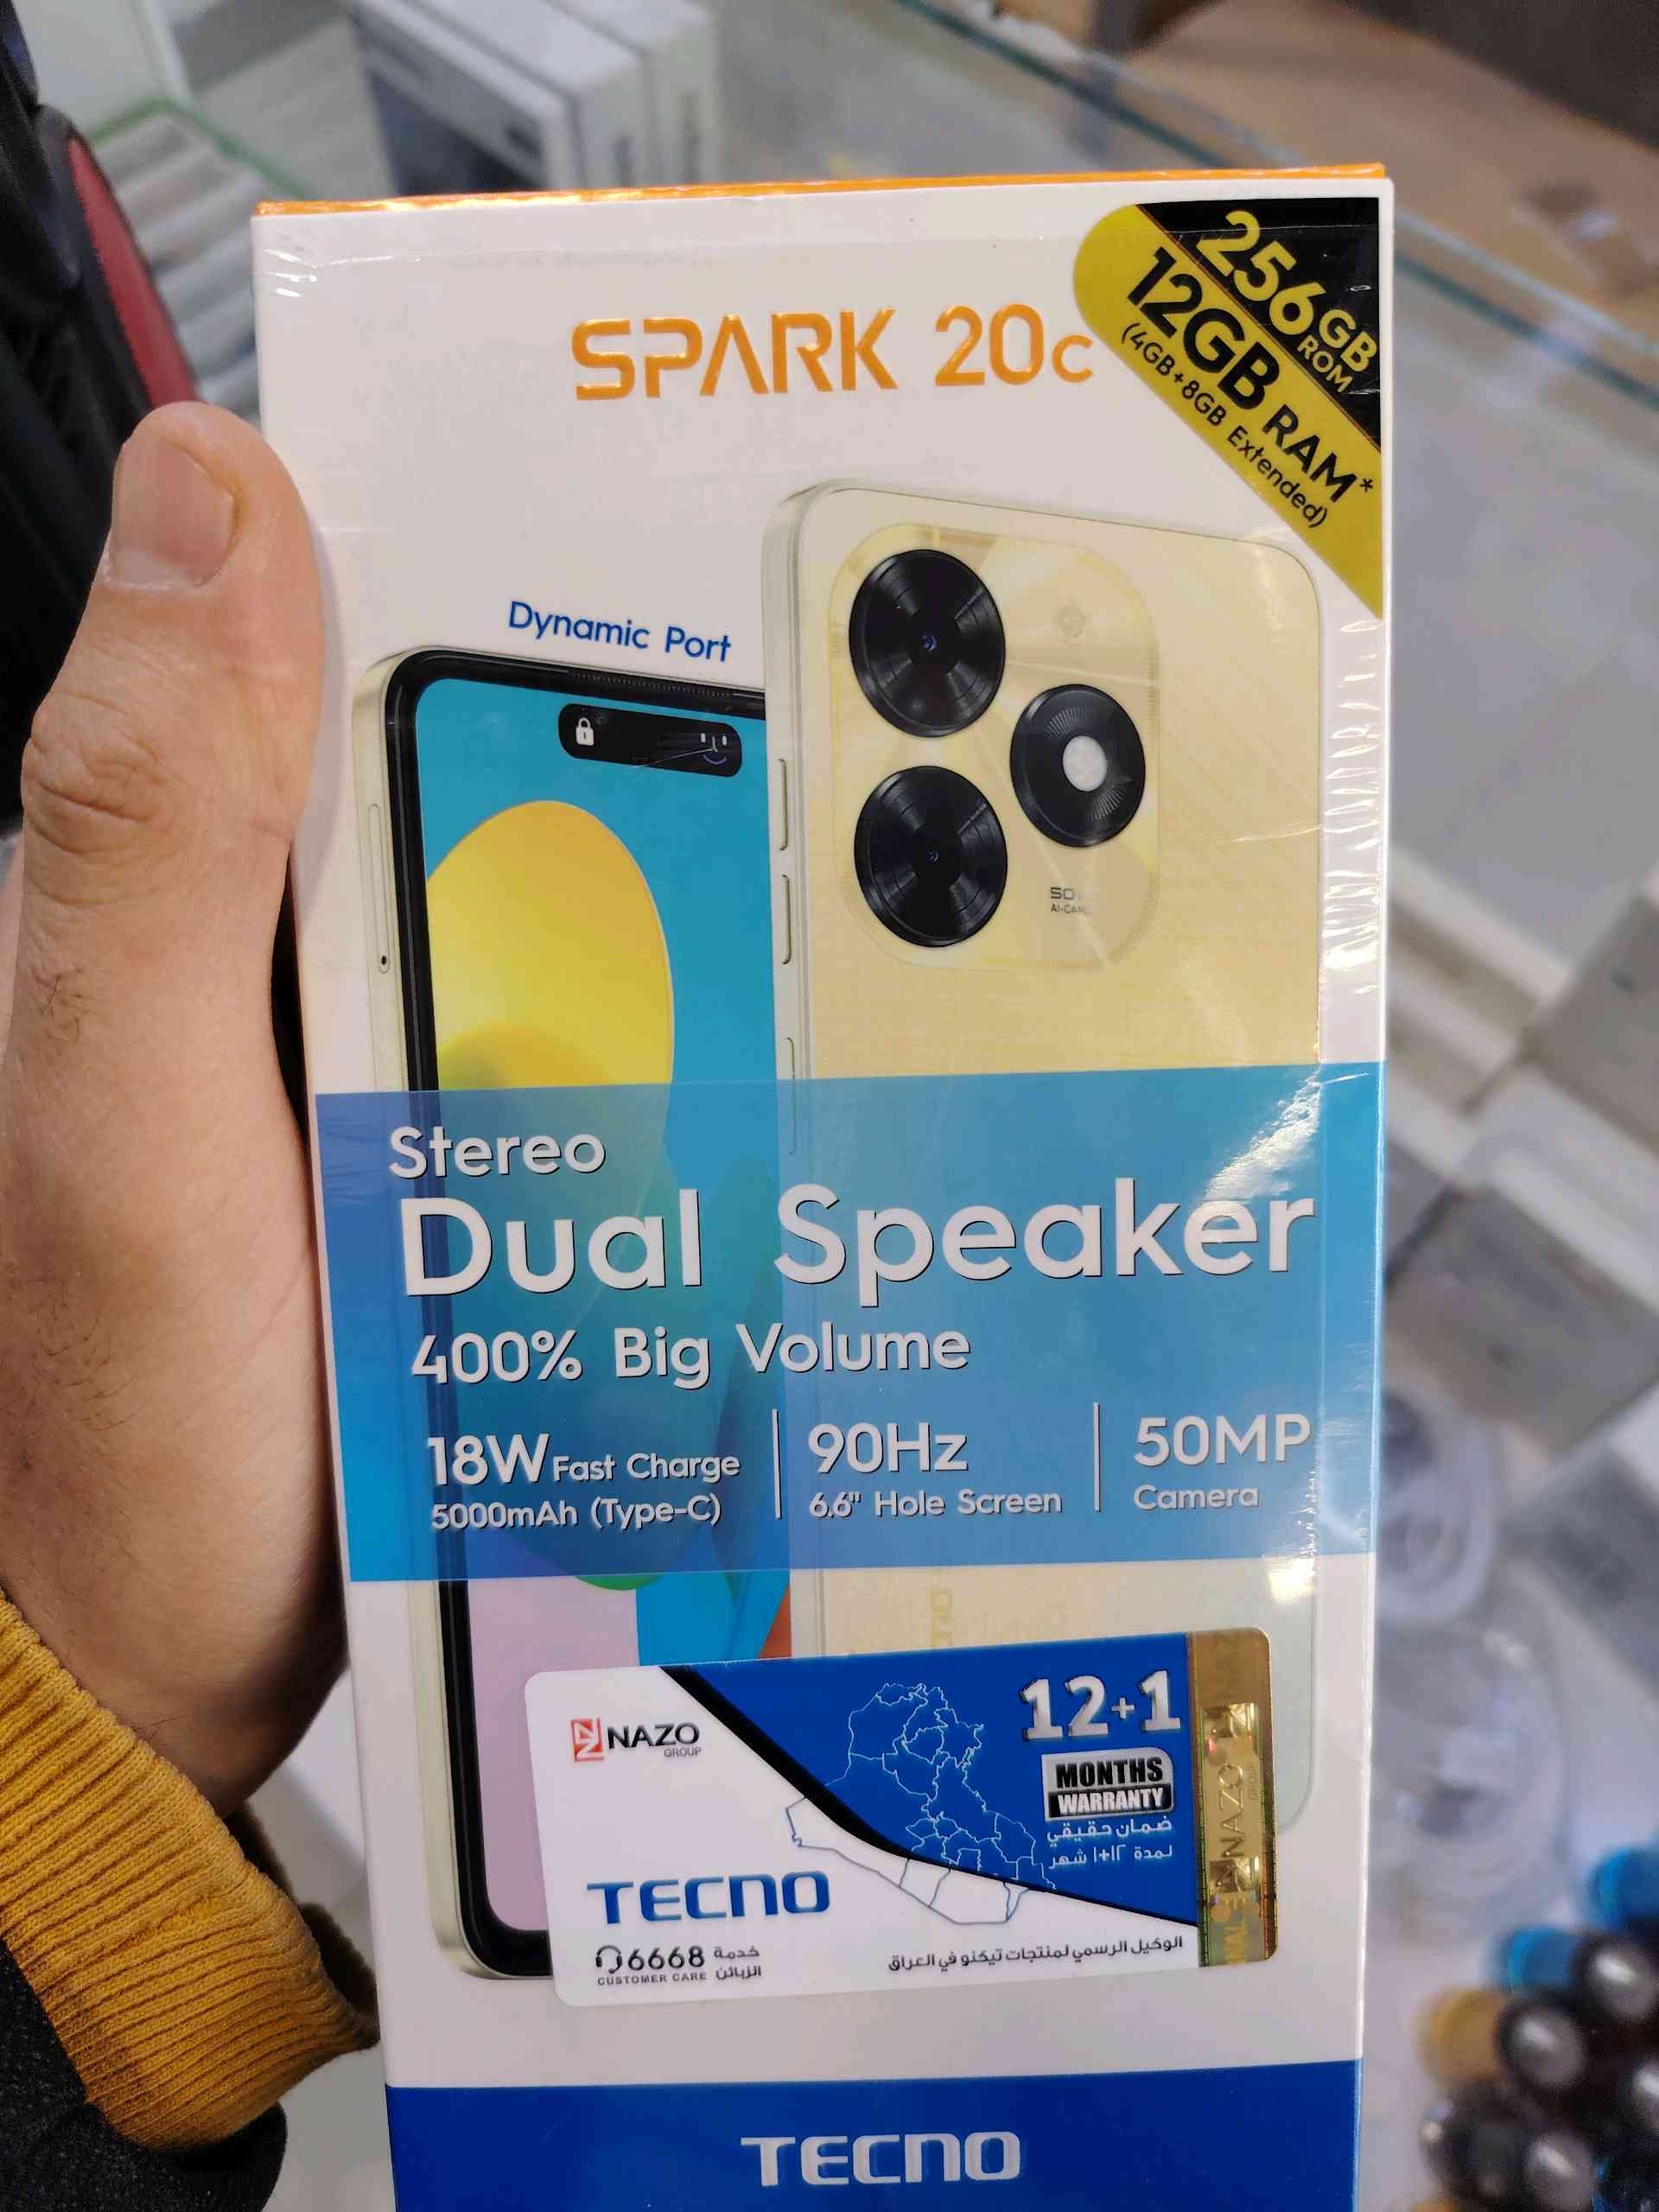 SPARK 20c
256GB ROM
12GB RAM*
(4GB+8GB Extended)
Dynamic Port
Stereo
Dual Speaker
400% Big Volume
18W Fast Charge
5000mAh (Type-C)
90Hz
6.6" Hole Screen
50MP
Camera
NAZO
GROUP
12+1
MONTHS
WARRANTY
ضمان حقيقي
لمدة ١٢+١ شهر
TECNO
6668 خدمة
CUSTOMER CARE الزبائن
الوكيل الرسمي لمنتجات تيكنو في العراق
NAZO
TECNO